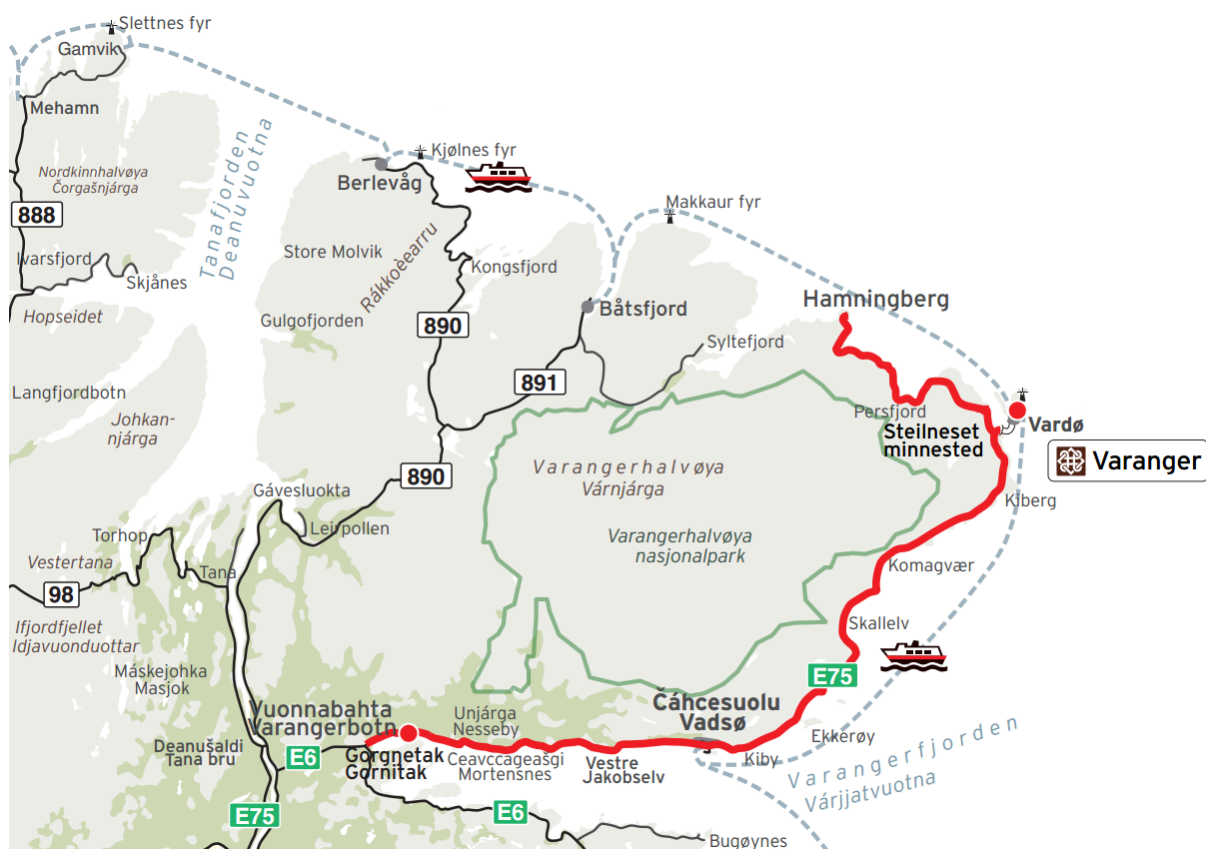 Slettnes fyr
Gamvik
Mehamn
Nordkinnhalvøya
Čorgašnjárga
888
Ivarsfjord
Skjånes
Hopseidet
Langfjordbotn
Johkan-
njárga
Tanafjorden
Deanuvuotna
Berlevåg
Kjølnes fyr
Store Molvik
Rákkoèearru
Kongsfjord
Gulgofjorden
890
Makkaur fyr
Båtsfjord
Syltefjord
891
Hamningberg
Persfjord
Steilneset
minnested
Vardø
Varanger
Kiberg
890
Varangerhalvøya
Várnjárga
Varangerhalvøya
nasjonalpark
Komagvær
Skallelv
E75
Gávesluokta
Leirpollen
Torhop
Vestertana
Tana
98
Ifjordfjellet
Idjavuonduottar
Máskejohka
Masjok
Vuonnabahta
Varangerbotn
Unjárga
Nesseby
Čáhcesuolu
Vadsø
Ekkerøy
Kiby
Varangerfjorden
Várjjatvuotna
Deanušaldi
Tana bru
E6
Gorgnetak
Gornitak
Ceavccageašgi
Mortensnes
Vestre
Jakobselv
E75
E6
Bugøynes